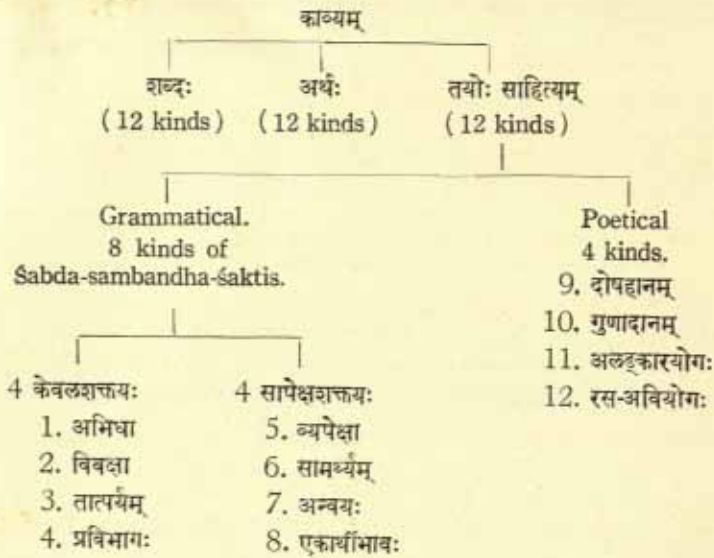 काव्यम्
शब्दः अर्थः तयोः साहित्यम्
( 12 kinds ) ( 12 kinds ) ( 12 kinds )
Grammatical.
8 kinds of
Śabda-sambandha-śaktis.
4 केवलशक्तयः
1. अभिधा
2. विवक्षा
3. तात्पर्यम्
4. प्रविभागः
4 सापेक्षशक्तयः
5. व्यपेक्षा
6. सामर्थ्यम्
7. अन्वयः
8. एकार्थीभावः
Poetical
4 kinds.
9. दोषहानम्
10. गुणादानम्
11. अलङ्कारयोगः
12. रस-अवियोगः